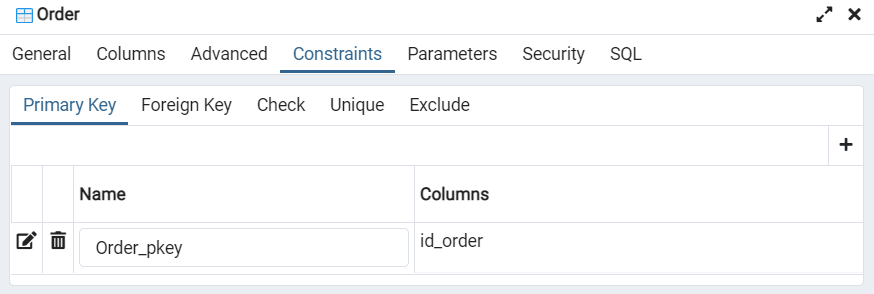 Order
General Columns Advanced Constraints Parameters Security SQL
Primary Key Foreign Key Check Unique Exclude
Name Columns
Order_pkey id_order